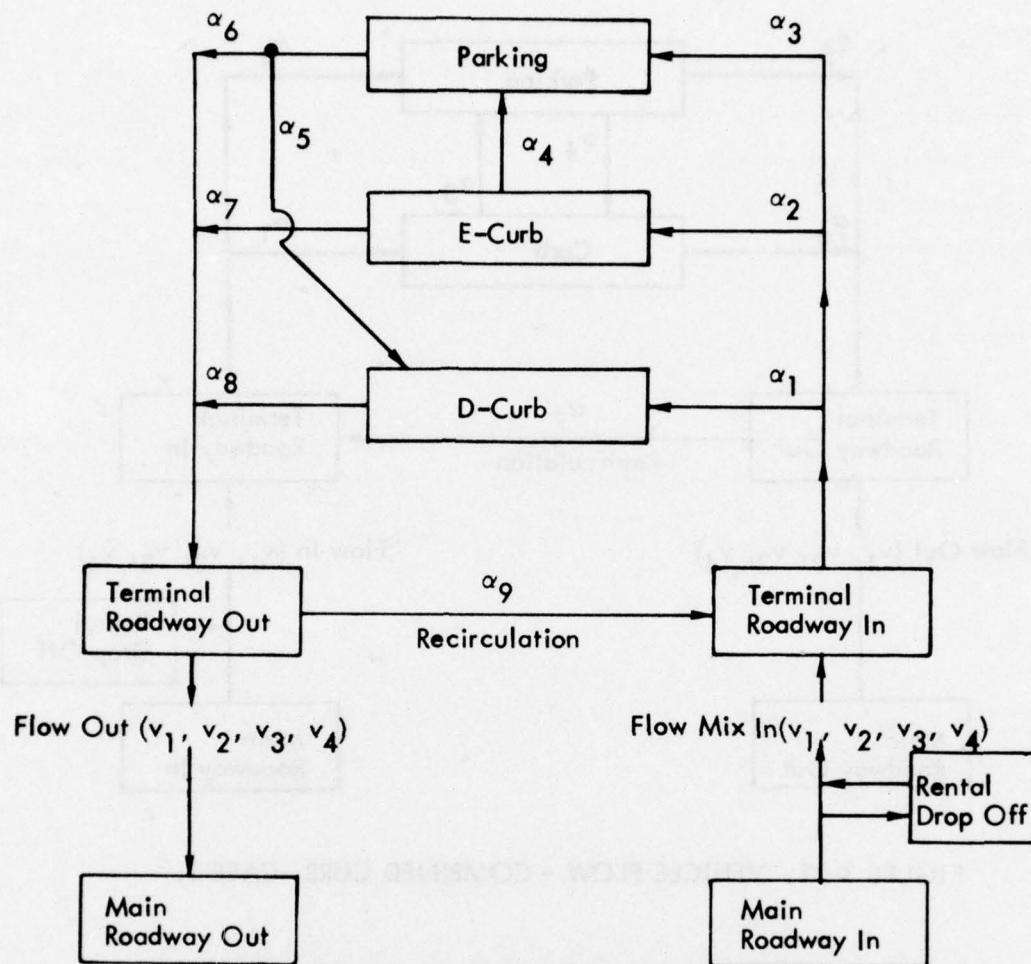 α6
α3
Parking
α5
α4
α7
α2
E-Curb
α8
α1
D-Curb
Terminal
Roadway Out
α9
Recirculation
Terminal
Roadway In
Flow Out (v1, v2, v3, v4)
Flow Mix In(v1, v2, v3, v4)
Rental
Drop Off
Main
Roadway Out
Main
Roadway In